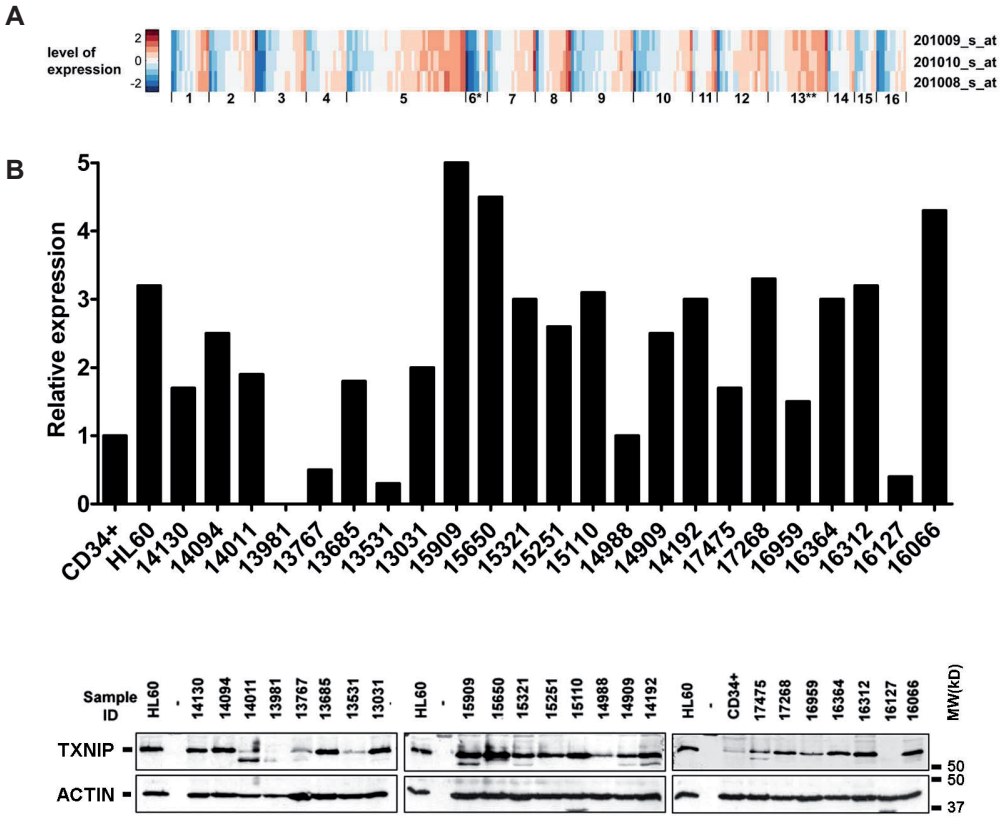 A
level of
expression
2
0
-2
201009_s_at
201010_s_at
201008_s_at
1 2 3 4 5 6* 7 8 9 10 11 12 13** 14 15 16
B
Relative expression
5
4
3
2
1
0
CD34+ HL60 14130 14094 14011 13981 13767 13685 13531 13031 15909 15650 15321 15251 15110 14988 14909 14192 17475 17268 16959 16364 16312 16127 16066
Sample
ID
HL60 - 14130 14094 14011 13981 13767 13685 13531 13031
HL60 - 15909 15650 15321 15251 15110 14988 14909 14192
HL60 - CD34+ 17475 17268 16959 16364 16312 16127 16066
MW(kD)
TXNIP
50
50
ACTIN
37